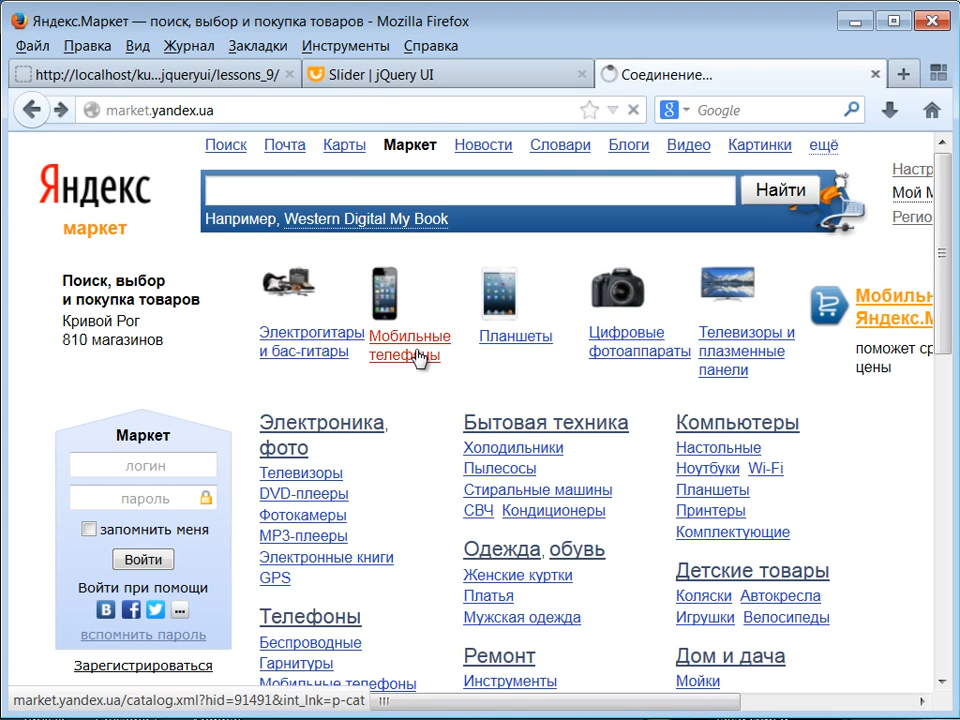 Яндекс.Маркет — поиск, выбор и покупка товаров - Mozilla Firefox
Файл Правка Вид Журнал Закладки Инструменты Справка
http://localhost/ku...jqueryui/lessons_9/
Slider | jQuery UI
Соединение...
market.yandex.ua
Google
Поиск Почта Карты Маркет Новости Словари Блоги Видео Картинки ещё
Яндекс
маркет
Найти
Например, Western Digital My Book
Настр
Мой М
Регио
Поиск, выбор
и покупка товаров
Кривой Рог
810 магазинов
Электрогитары
и бас-гитары
Мобильные
телефоны
Планшеты
Цифровые
фотоаппараты
Телевизоры и
плазменные
панели
Мобильн
Яндекс.М
поможет ср
цены
Маркет
логин
пароль
запомнить меня
Войти
Войти при помощи
вспомнить пароль
Зарегистрироваться
Электроника,
фото
Телевизоры
DVD-плееры
Фотокамеры
MP3-плееры
Электронные книги
GPS
Телефоны
Беспроводные
Гарнитуры
Мобильные телефоны
Бытовая техника
Холодильники
Пылесосы
Стиральные машины
СВЧ Кондиционеры
Одежда, обувь
Женские куртки
Платья
Мужская одежда
Ремонт
Инструменты
Компьютеры
Настольные
Ноутбуки Wi-Fi
Планшеты
Принтеры
Комплектующие
Детские товары
Коляски Автокресла
Игрушки Велосипеды
Дом и дача
Мойки
market.yandex.ua/catalog.xml?hid=91491&int_lnk=p-cat